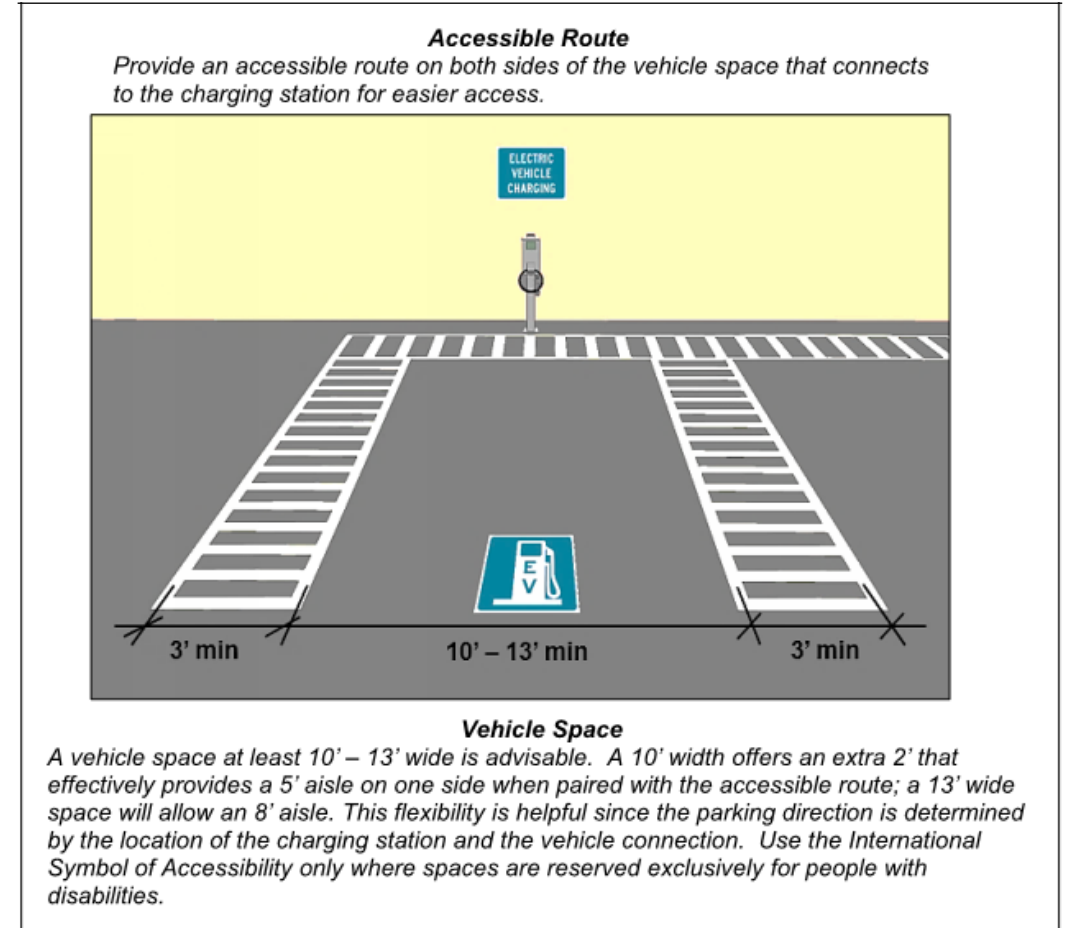 Accessible Route
Provide an accessible route on both sides of the vehicle space that connects
to the charging station for easier access.
ELECTRIC
VEHICLE
CHARGING
E
V
3’ min
10’ – 13’ min
3’ min
Vehicle Space
A vehicle space at least 10’ – 13’ wide is advisable.  A 10’ width offers an extra 2’ that
effectively provides a 5’ aisle on one side when paired with the accessible route; a 13’ wide
space will allow an 8’ aisle. This flexibility is helpful since the parking direction is determined
by the location of the charging station and the vehicle connection.  Use the International
Symbol of Accessibility only where spaces are reserved exclusively for people with
disabilities.